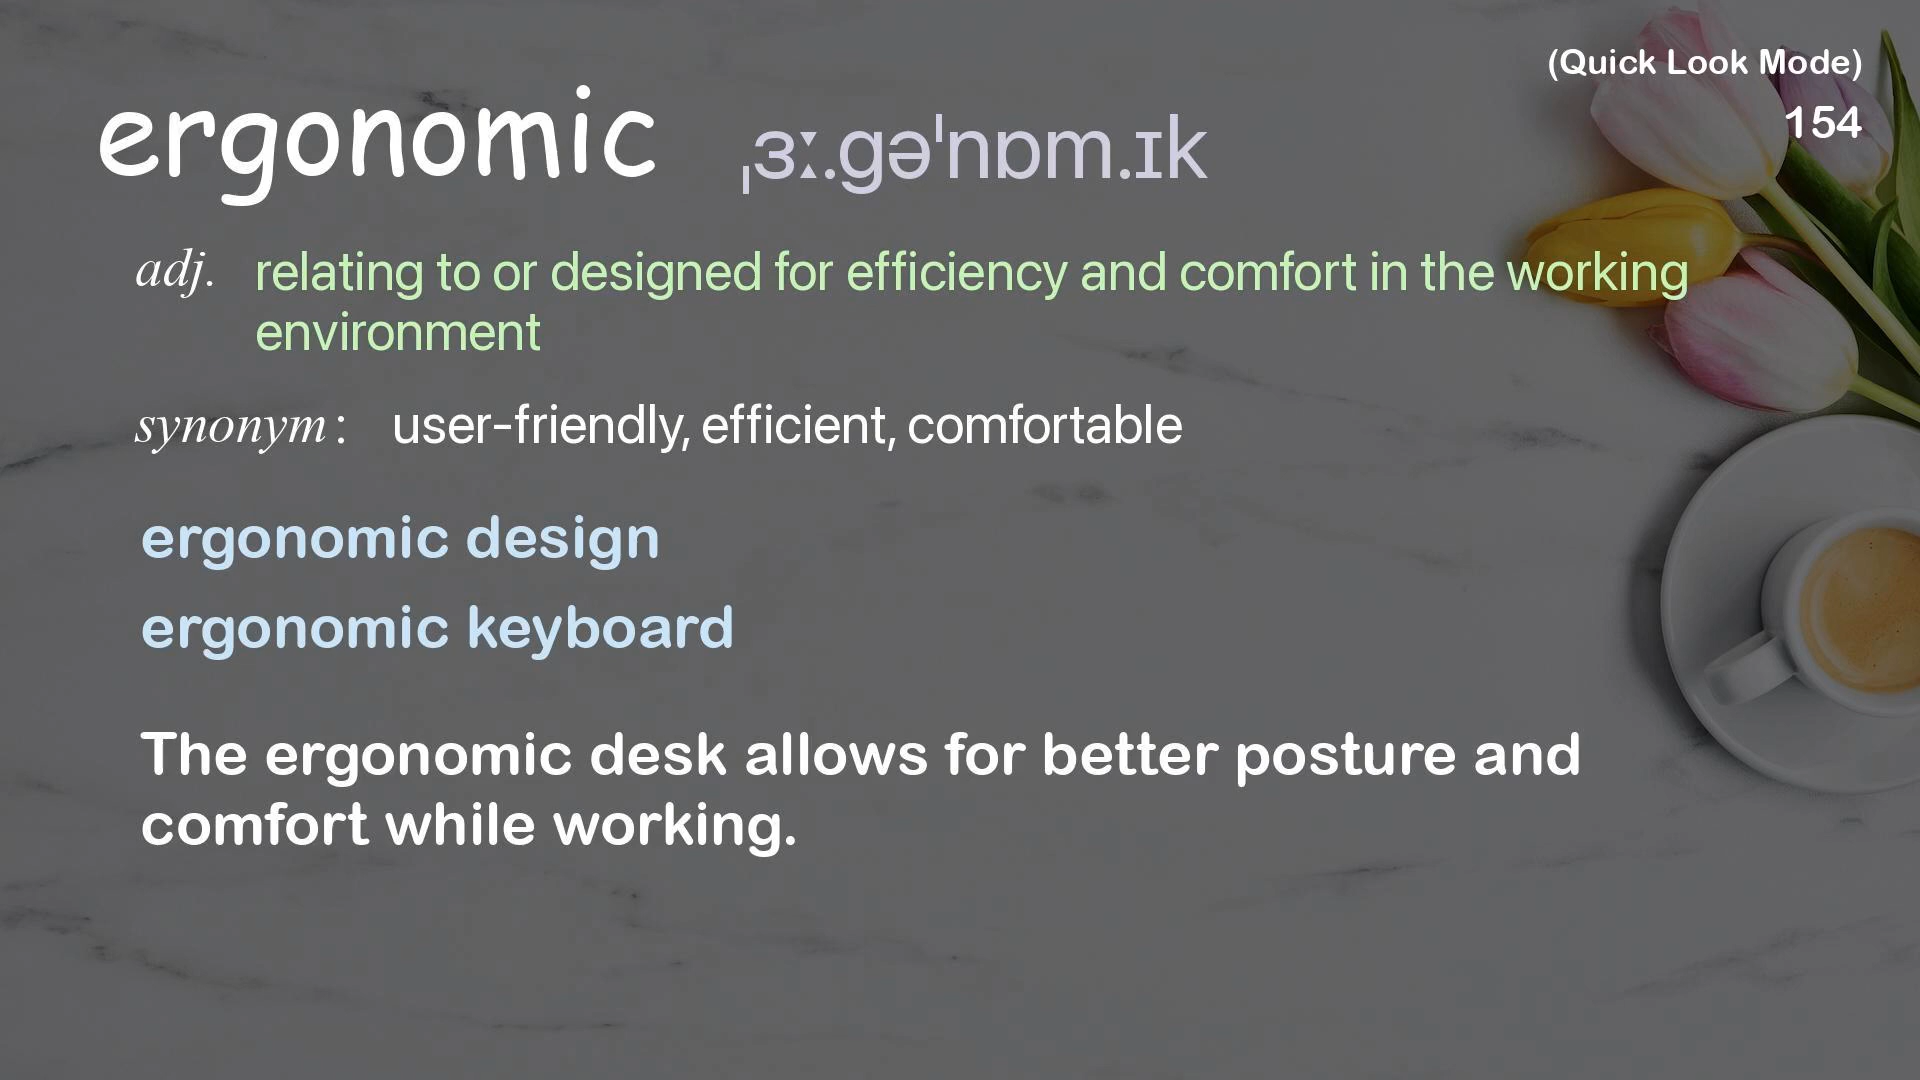 (Quick Look Mode)
154
ergonomic ˌɜː.ɡəˈnɒm.ɪk
adj. relating to or designed for efficiency and comfort in the working
environment
synonym: user-friendly, efficient, comfortable
ergonomic design
ergonomic keyboard
The ergonomic desk allows for better posture and
comfort while working.